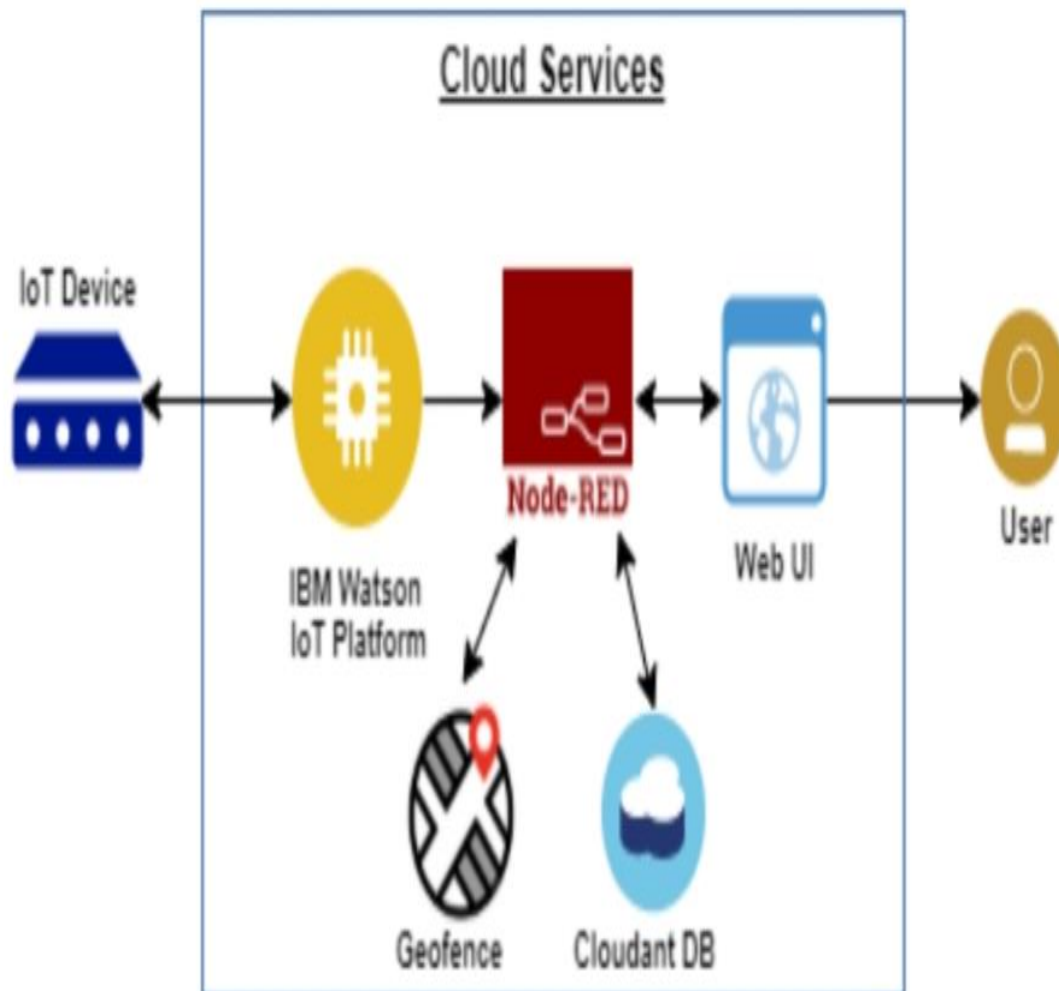 Cloud Services
IoT Device
Node-RED
Web UI
User
IBM Watson
IoT Platform
Geofence
Cloudant DB